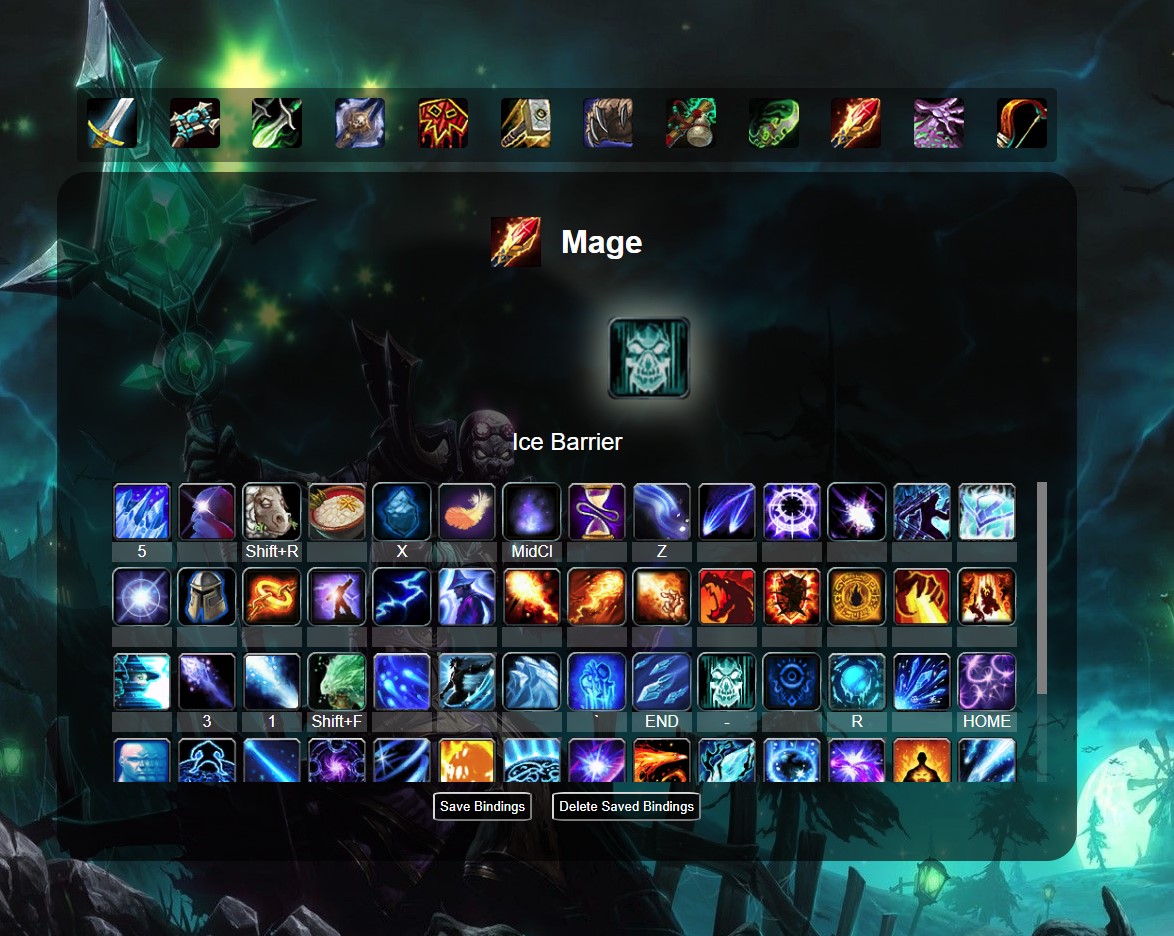 Mage
Ice Barrier
5 Shift+R X MidCl Z
3 1 Shift+F ` END - R HOME
Save Bindings Delete Saved Bindings